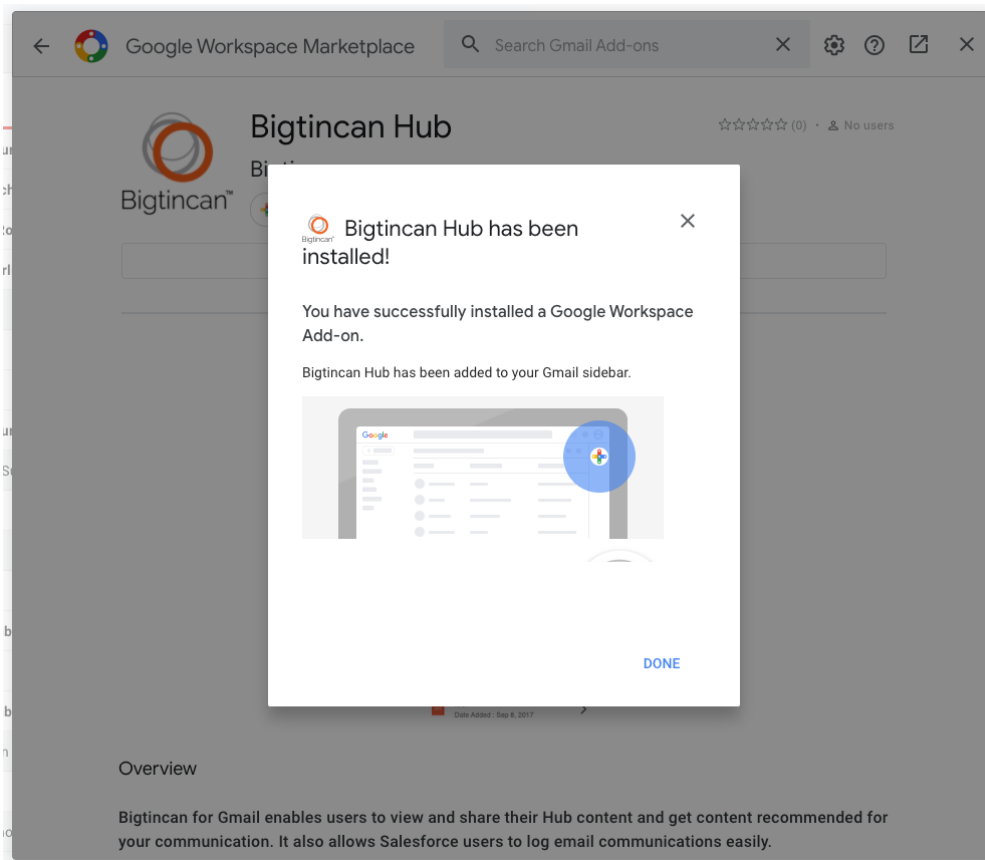 Google Workspace Marketplace
Search Gmail Add-ons
Bigtincan Hub
(0) · No users
Bigtincan™
Bigtincan
Bigtincan Hub has been
installed!
You have successfully installed a Google Workspace
Add-on.
Bigtincan Hub has been added to your Gmail sidebar.
Google
DONE
Date Added : Sep 8, 2017
Overview
Bigtincan for Gmail enables users to view and share their Hub content and get content recommended for
your communication. It also allows Salesforce users to log email communications easily.